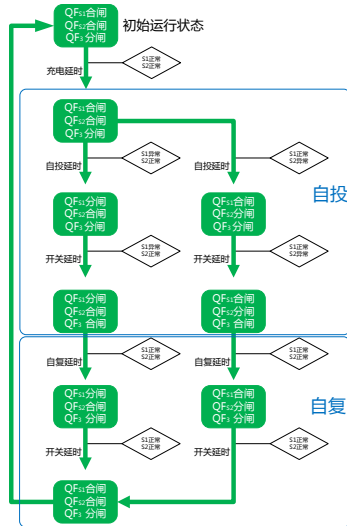 QFS1合闸
QFS2合闸
QF3 分闸
初始运行状态
充电延时
S1正常
S2正常
QFS1合闸
QFS2合闸
QF3 分闸
自投延时
S1异常
S2正常
自投延时
S1正常
S2异常
自投
QFS1分闸
QFS2合闸
QF3 分闸
QFS1合闸
QFS2分闸
QF3 分闸
开关延时
S1异常
S2正常
开关延时
S1正常
S2异常
QFS1分闸
QFS2合闸
QF3 合闸
QFS1合闸
QFS2分闸
QF3 合闸
自复延时
S1正常
S2正常
自复延时
S1正常
S2正常
自复
QFS1分闸
QFS2合闸
QF3 分闸
QFS1合闸
QFS2分闸
QF3 分闸
开关延时
S1正常
S2正常
开关延时
S1正常
S2正常
QFS1合闸
QFS2合闸
QF3 分闸